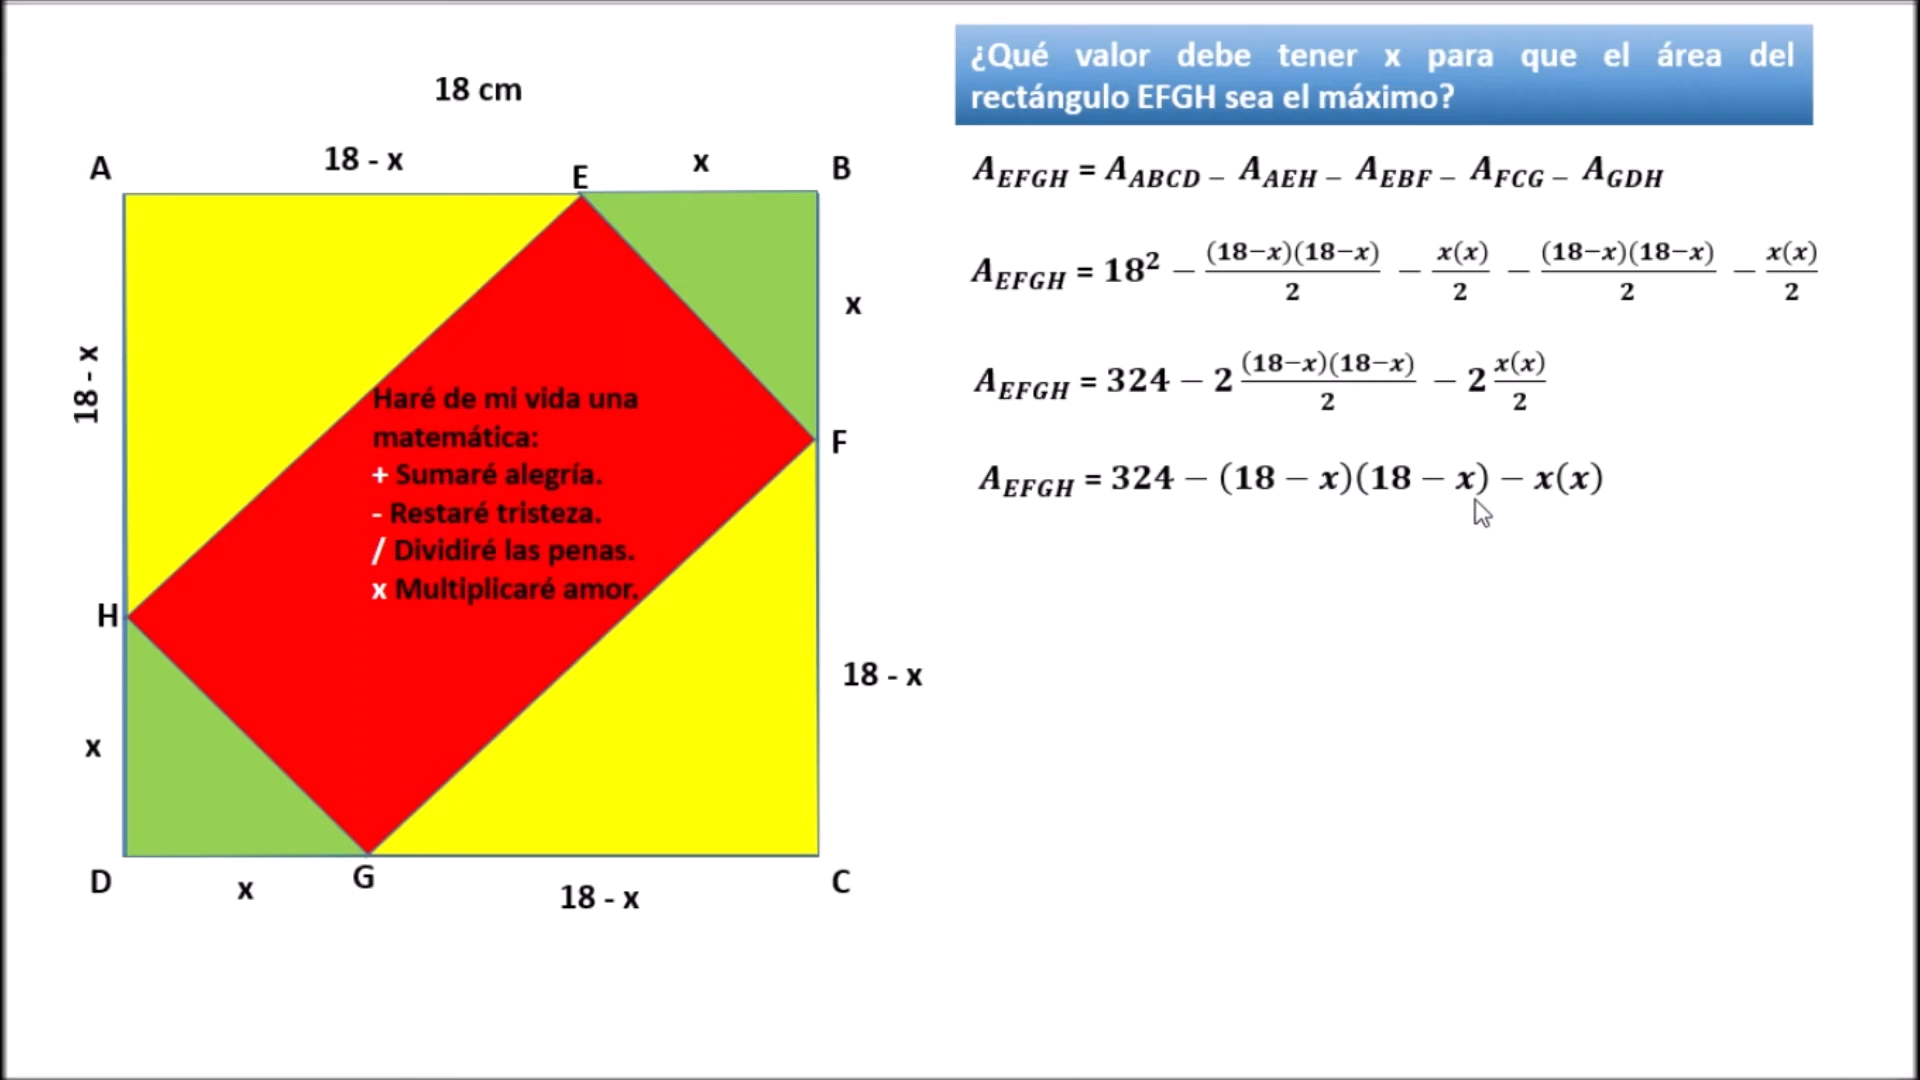 18 cm
¿Qué valor debe tener x para que el área del
rectángulo EFGH sea el máximo?
A 18 - x E x B
A_EFGH = A_ABCD − A_AEH − A_EBF − A_FCG − A_GDH
A_EFGH = 18² − (18−x)(18−x)/2 − x(x)/2 − (18−x)(18−x)/2 − x(x)/2
x
18 - x
A_EFGH = 324 − 2 (18−x)(18−x)/2 − 2 x(x)/2
Haré de mi vida una
matemática:
+ Sumaré alegría.
- Restaré tristeza.
/ Dividiré las penas.
x Multiplicaré amor.
F
A_EFGH = 324 − (18 − x)(18 − x) − x(x)
H
18 - x
x
D x G 18 - x C